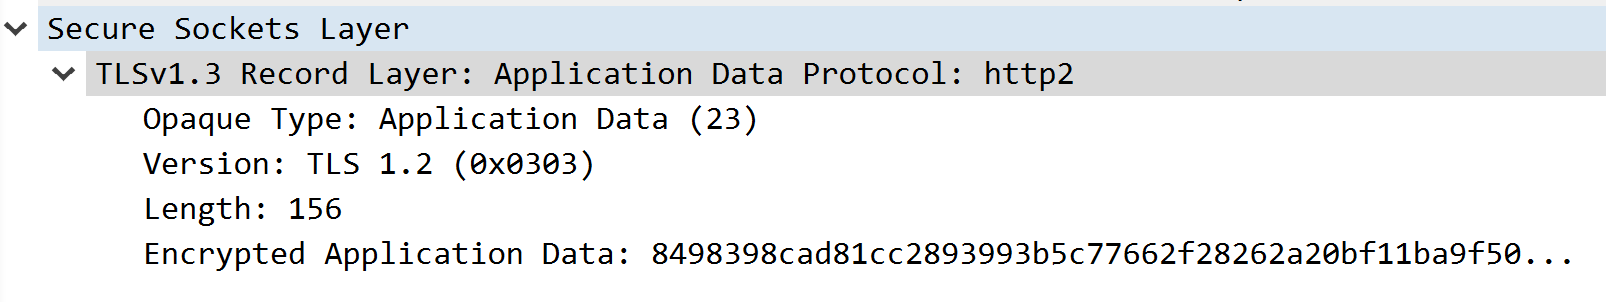 Secure Sockets Layer
TLSv1.3 Record Layer: Application Data Protocol: http2
Opaque Type: Application Data (23)
Version: TLS 1.2 (0x0303)
Length: 156
Encrypted Application Data: 8498398cad81cc2893993b5c77662f28262a20bf11ba9f50...